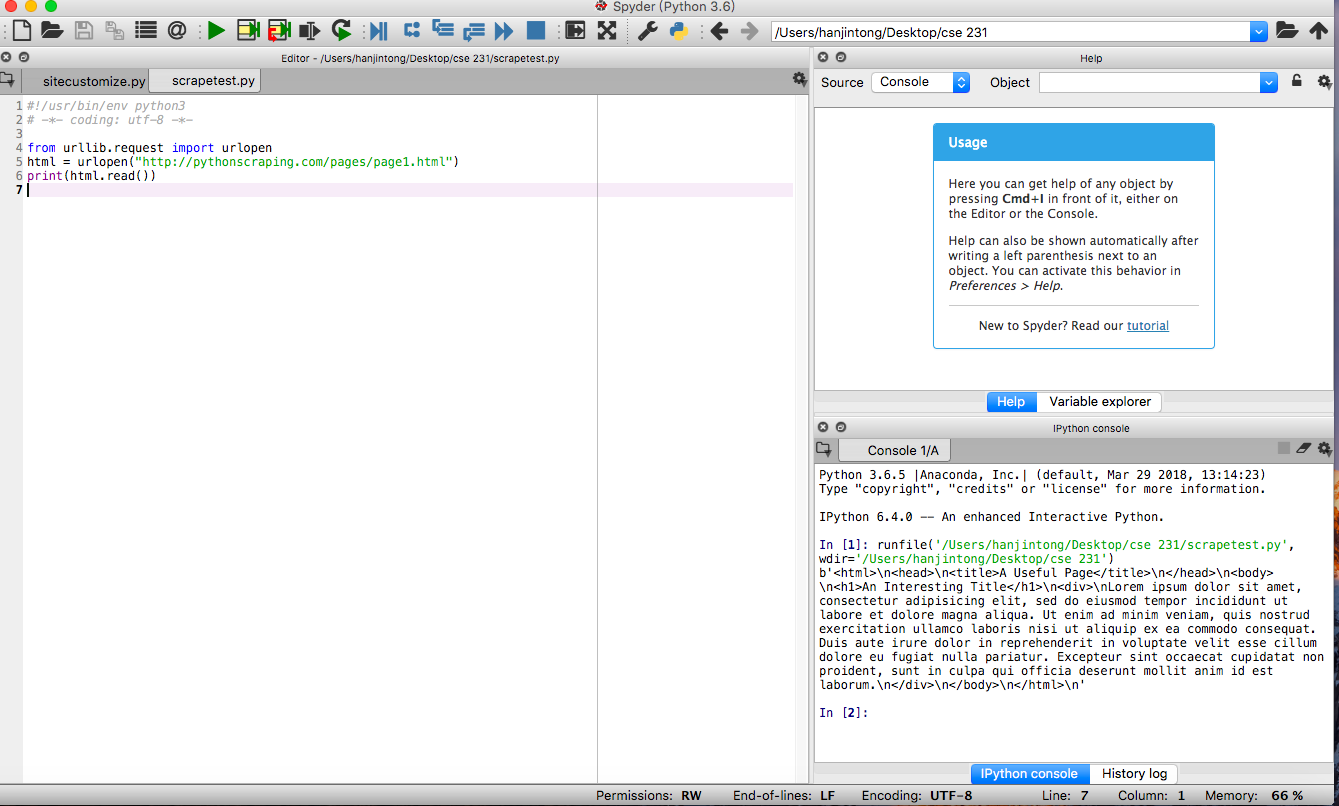 Spyder (Python 3.6)
/Users/hanjintong/Desktop/cse 231
Editor - /Users/hanjintong/Desktop/cse 231/scrapetest.py
sitecustomize.py
scrapetest.py
1 #!/usr/bin/env python3
2 # -*- coding: utf-8 -*-
3
4 from urllib.request import urlopen
5 html = urlopen("http://pythonscraping.com/pages/page1.html")
6 print(html.read())
7
Help
Source Console Object
Usage
Here you can get help of any object by
pressing Cmd+I in front of it, either on
the Editor or the Console.
Help can also be shown automatically after
writing a left parenthesis next to an
object. You can activate this behavior in
Preferences > Help.
New to Spyder? Read our tutorial
Help Variable explorer
IPython console
Console 1/A
Python 3.6.5 |Anaconda, Inc.| (default, Mar 29 2018, 13:14:23)
Type "copyright", "credits" or "license" for more information.
IPython 6.4.0 -- An enhanced Interactive Python.
In [1]: runfile('/Users/hanjintong/Desktop/cse 231/scrapetest.py',
wdir='/Users/hanjintong/Desktop/cse 231')
b'<html>\n<head>\n<title>A Useful Page</title>\n</head>\n<body>
\n<h1>An Interesting Title</h1>\n<div>\nLorem ipsum dolor sit amet,
consectetur adipisicing elit, sed do eiusmod tempor incididunt ut
labore et dolore magna aliqua. Ut enim ad minim veniam, quis nostrud
exercitation ullamco laboris nisi ut aliquip ex ea commodo consequat.
Duis aute irure dolor in reprehenderit in voluptate velit esse cillum
dolore eu fugiat nulla pariatur. Excepteur sint occaecat cupidatat non
proident, sunt in culpa qui officia deserunt mollit anim id est
laborum.\n</div>\n</body>\n</html>\n'
In [2]:
IPython console History log
Permissions: RW End-of-lines: LF Encoding: UTF-8 Line: 7 Column: 1 Memory: 66 %